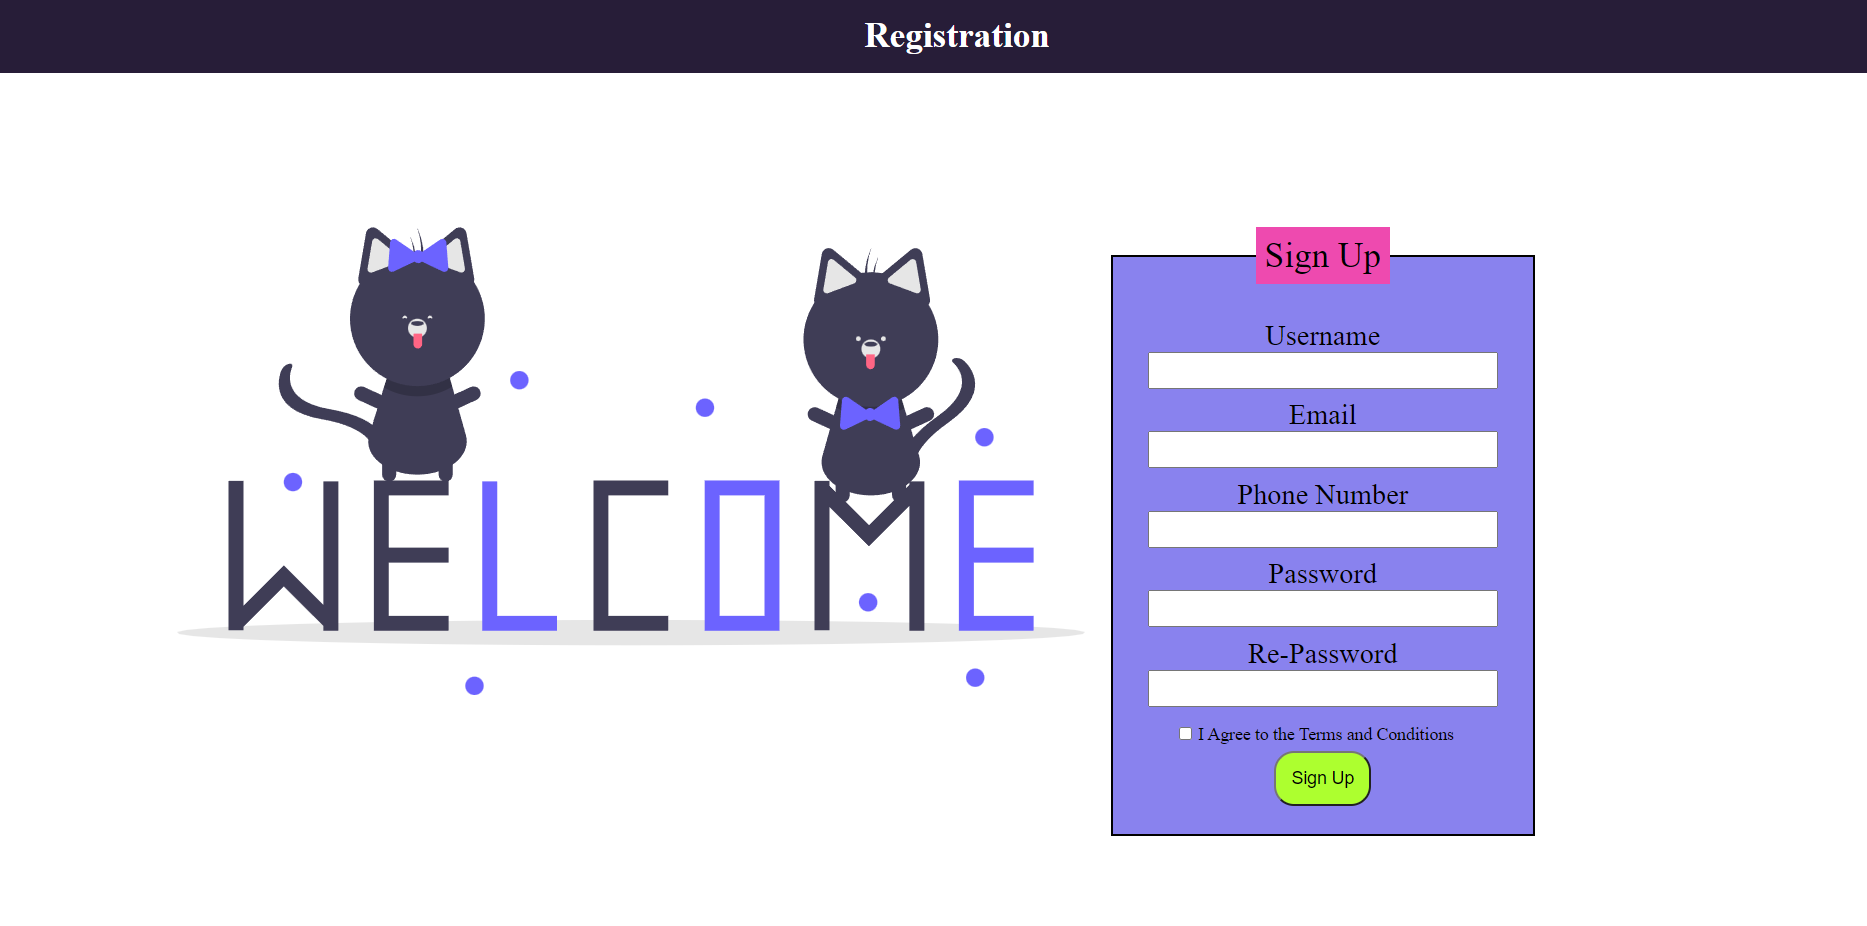 Registration
WELCOME
Sign Up
Username
Email
Phone Number
Password
Re-Password
I Agree to the Terms and Conditions
Sign Up